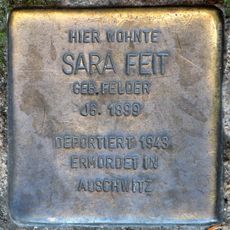 HIER WOHNTE
SARA FEIT
GEB. FELDER
JG. 1899
DEPORTIERT 1943
ERMORDET IN
AUSCHWITZ